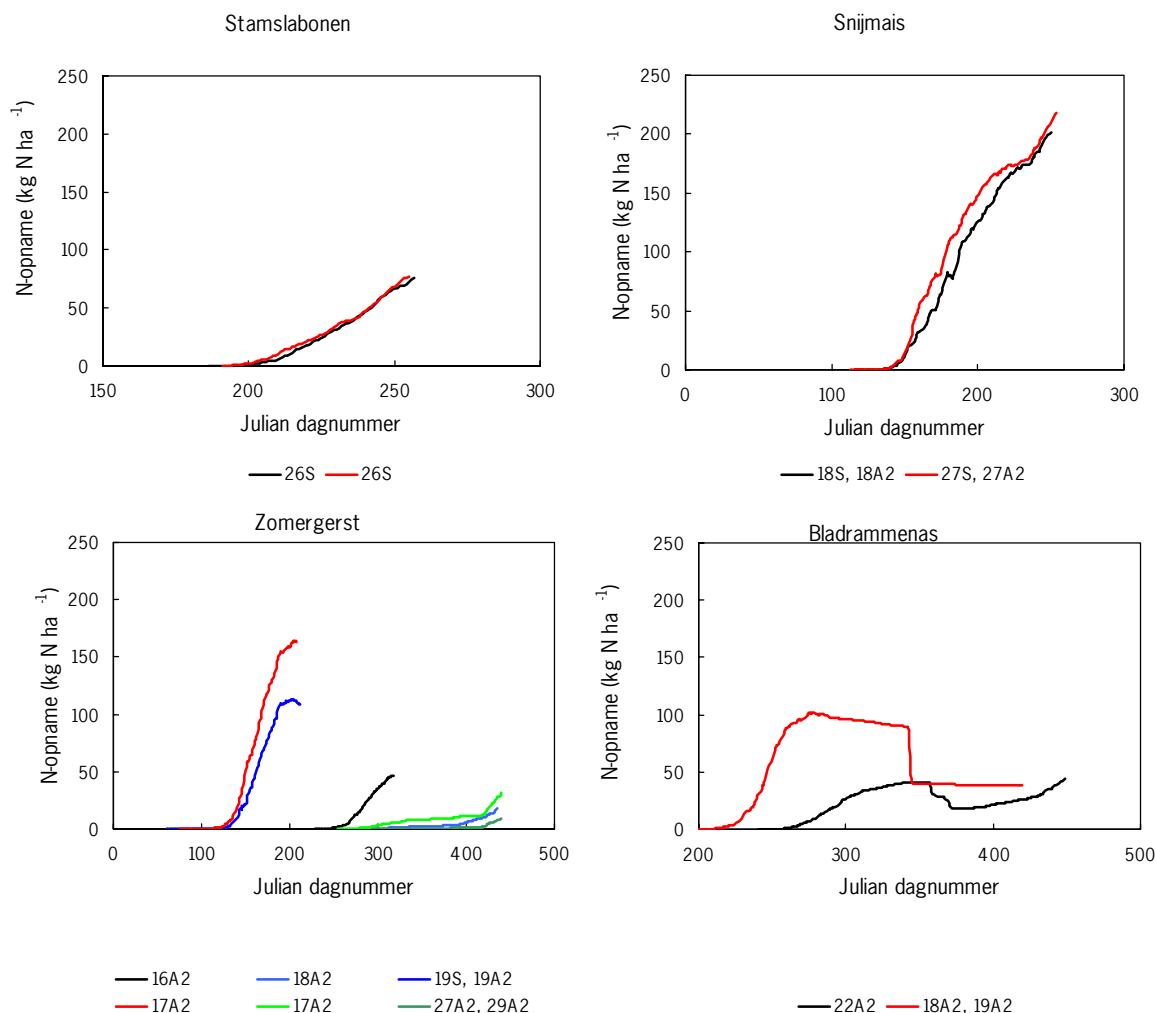 Stamslabonen
N-opname (kg N ha -1)
250
200
150
100
50
0
150 200 250 300
Julian dagnummer
26S 26S
Snijmais
N-opname (kg N ha -1)
250
200
150
100
50
0
0 100 200 300
Julian dagnummer
18S, 18A2 27S, 27A2
Zomergerst
N-opname (kg N ha -1)
250
200
150
100
50
0
0 100 200 300 400 500
Julian dagnummer
16A2 18A2 19S, 19A2
17A2 17A2 27A2, 29A2
Bladrammenas
N-opname (kg N ha -1)
250
200
150
100
50
0
200 300 400 500
Julian dagnummer
22A2 18A2, 19A2